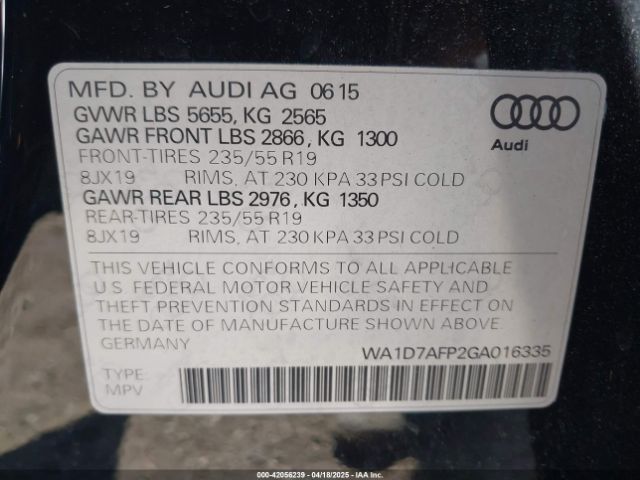 MFD. BY AUDI AG 06 15
GVWR LBS 5655, KG 2565
GAWR FRONT LBS 2866, KG 1300
FRONT-TIRES 235/55 R19
8JX19 RIMS, AT 230 KPA 33 PSI COLD
GAWR REAR LBS 2976, KG 1350
REAR-TIRES 235/55 R19
8JX19 RIMS, AT 230 KPA 33 PSI COLD
Audi
THIS VEHICLE CONFORMS TO ALL APPLICABLE
U.S. FEDERAL MOTOR VEHICLE SAFETY AND
THEFT PREVENTION STANDARDS IN EFFECT ON
THE DATE OF MANUFACTURE SHOWN ABOVE.
GERMANY
WA1D7AFP2GA016335
TYPE:
MPV
000-42056239 - 04/18/2025 - IAAI.COM